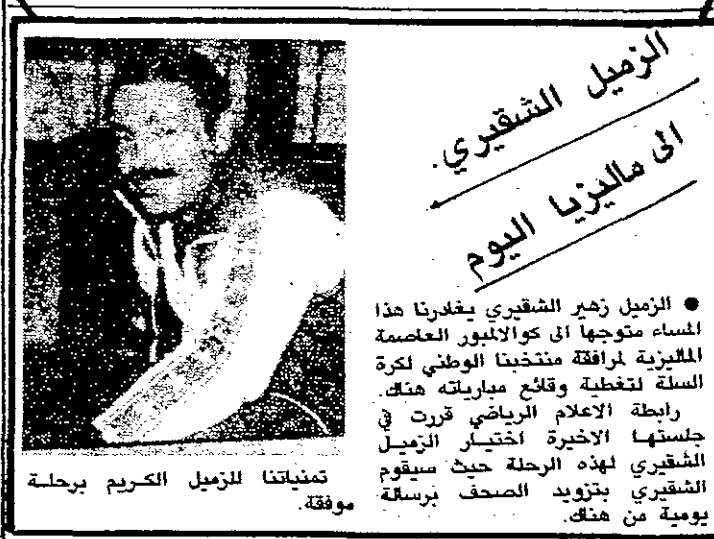 الزميل الشقيري.
الى ماليزيا اليوم
● الزميل زهير الشقيري يغادرنا هذا
المساء متوجها الى كوالالمبور العاصمة
الماليزية لمرافقة منتخبنا الوطني لكرة
السلة لتغطية وقائع مبارياته هناك.
رابطة الاعلام الرياضي قررت في
جلستها الاخيرة اختيار الزميل
الشقيري لهذه الرحلة حيث سيقوم
الشقيري بتزويد الصحف برسالة
يومية من هناك.
تمنياتنا للزميل الكريم برحلة
موفقة.